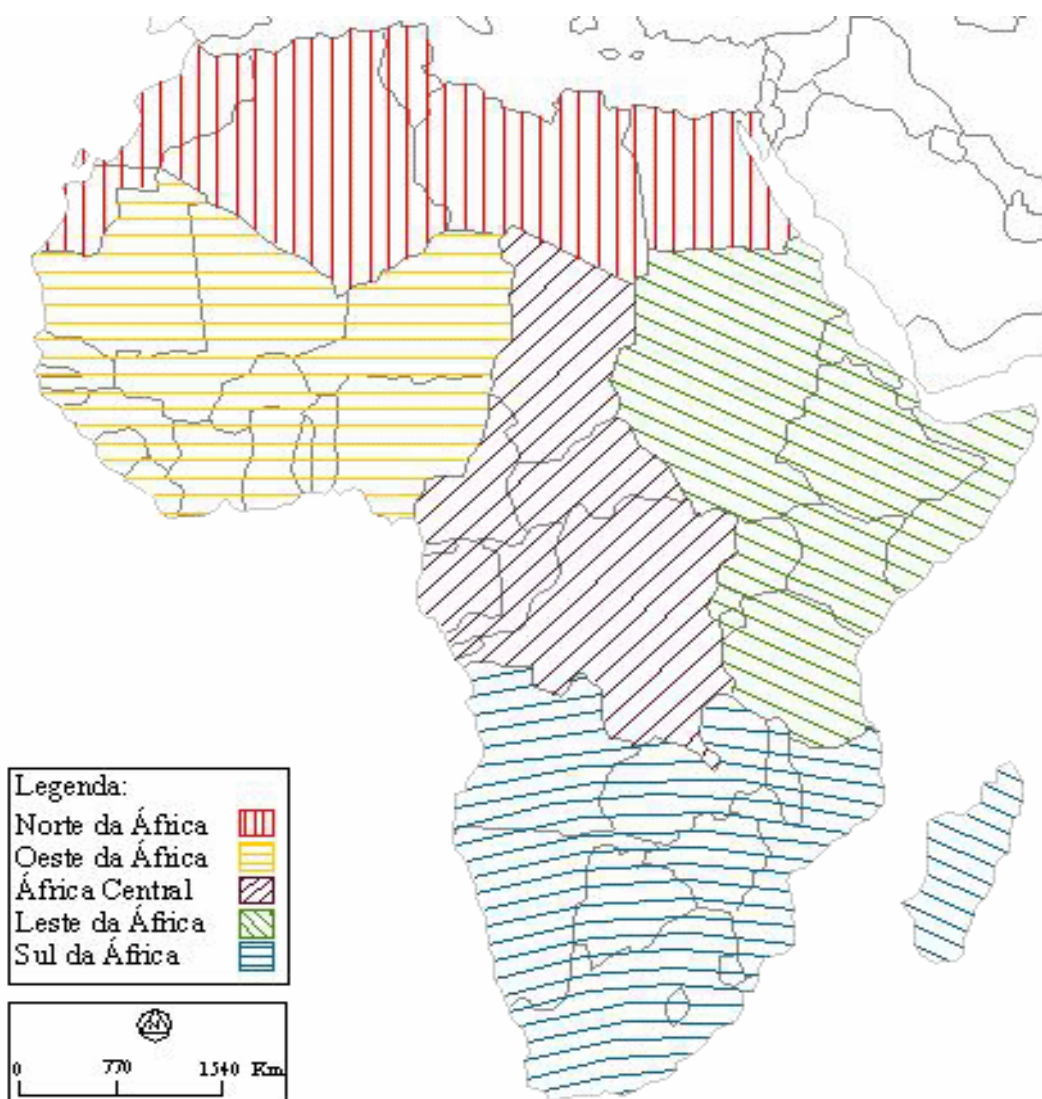 Legenda:
Norte da África
Oeste da África
África Central
Leste da África
Sul da África
N
0 770 1540 Km